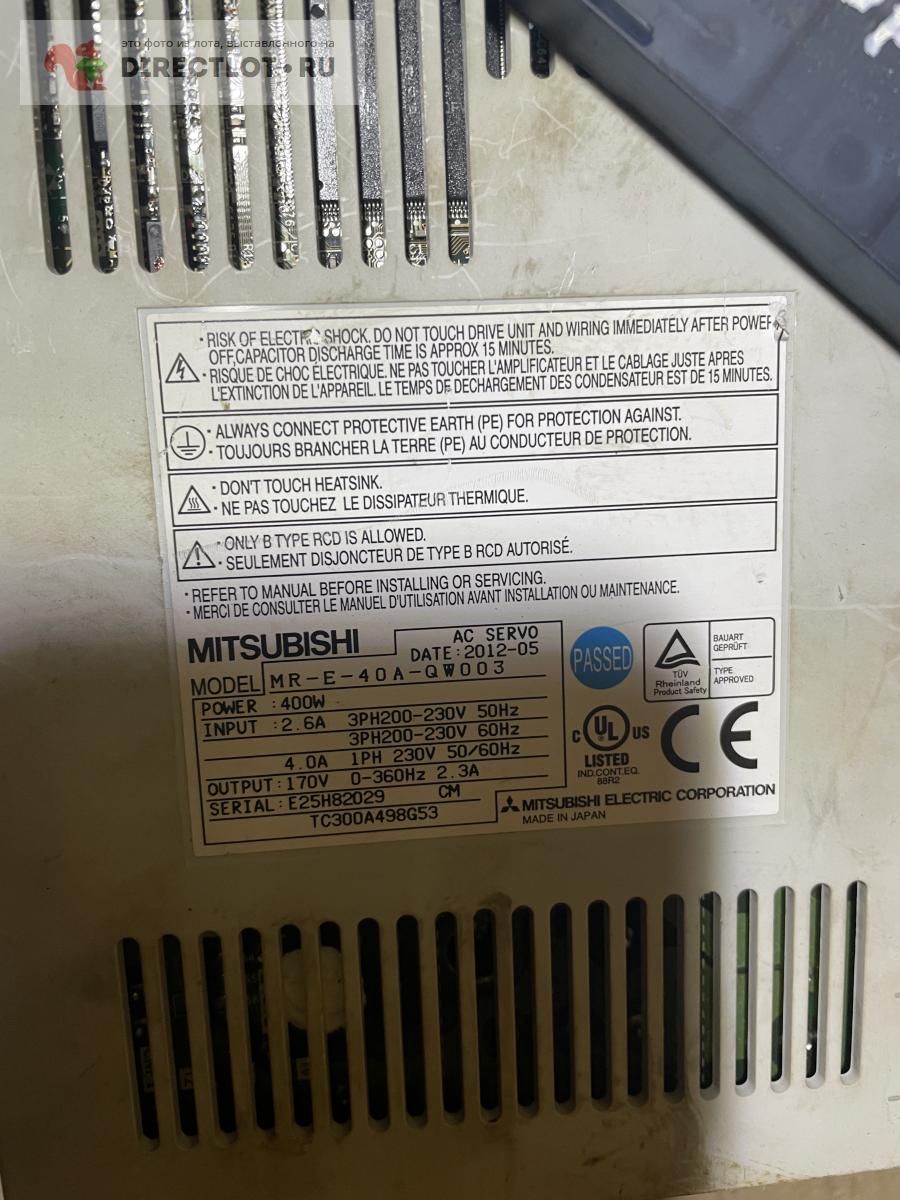 это фото из лота, выставленного на
DIRECTLOT.RU
· RISK OF ELECTRIC SHOCK. DO NOT TOUCH DRIVE UNIT AND WIRING IMMEDIATELY AFTER POWER
OFF,CAPACITOR DISCHARGE TIME IS APPROX 15 MINUTES.
· RISQUE DE CHOC ÉLECTRIQUE. NE PAS TOUCHER L'AMPLIFICATEUR ET LE CABLAGE JUSTE APRES
L'EXTINCTION DE L'APPAREIL. LE TEMPS DE DECHARGEMENT DES CONDENSATEUR EST DE 15 MINUTES.
· ALWAYS CONNECT PROTECTIVE EARTH (PE) FOR PROTECTION AGAINST.
· TOUJOURS BRANCHER LA TERRE (PE) AU CONDUCTEUR DE PROTECTION.
· DON'T TOUCH HEATSINK.
· NE PAS TOUCHEZ LE DISSIPATEUR THERMIQUE.
· ONLY B TYPE RCD IS ALLOWED.
· SEULEMENT DISJONCTEUR DE TYPE B RCD AUTORISÉ.
· REFER TO MANUAL BEFORE INSTALLING OR SERVICING.
· MERCI DE CONSULTER LE MANUEL D'UTILISATION AVANT INSTALLATION OU MAINTENANCE.
MITSUBISHI
AC SERVO
DATE:2012-05
MODEL MR-E-40A-QW003
POWER :400W
INPUT :2.6A 3PH200-230V 50Hz
3PH200-230V 60Hz
4.0A 1PH 230V 50/60Hz
OUTPUT:170V 0-360Hz 2.3A
SERIAL:E25H82029 CM
TC300A498G53
PASSED
TÜV
Rheinland
Product Safety
BAUART
GEPRÜFT
TYPE
APPROVED
C UL US
LISTED
IND.CONT.EQ.
88R2
CE
MITSUBISHI ELECTRIC CORPORATION
MADE IN JAPAN